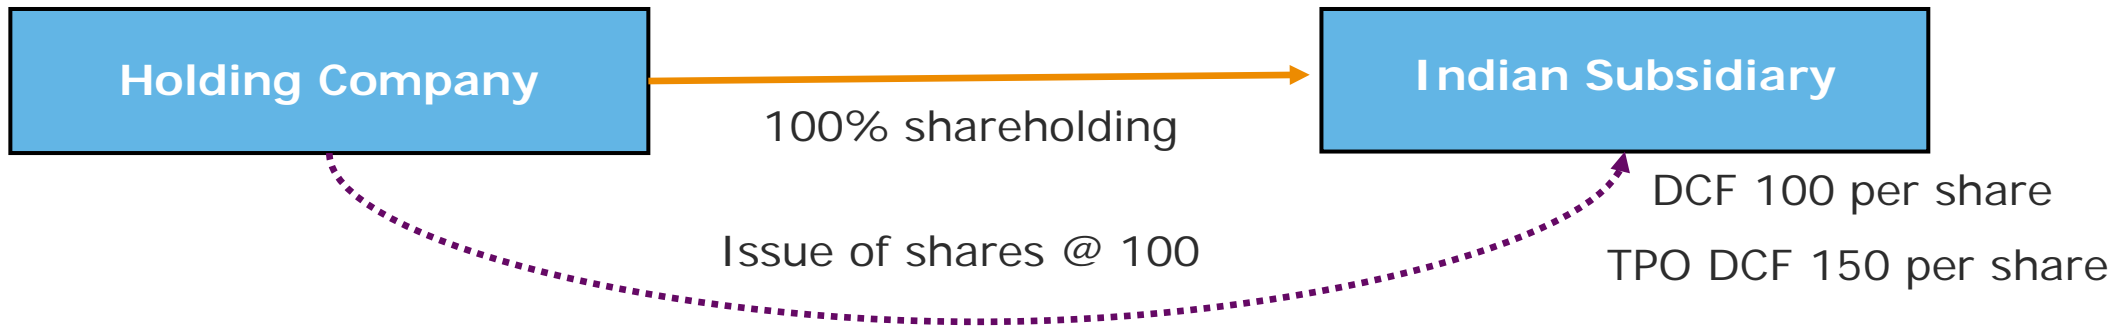 Holding Company
Indian Subsidiary
100% shareholding
DCF 100 per share
Issue of shares @ 100
TPO DCF 150 per share